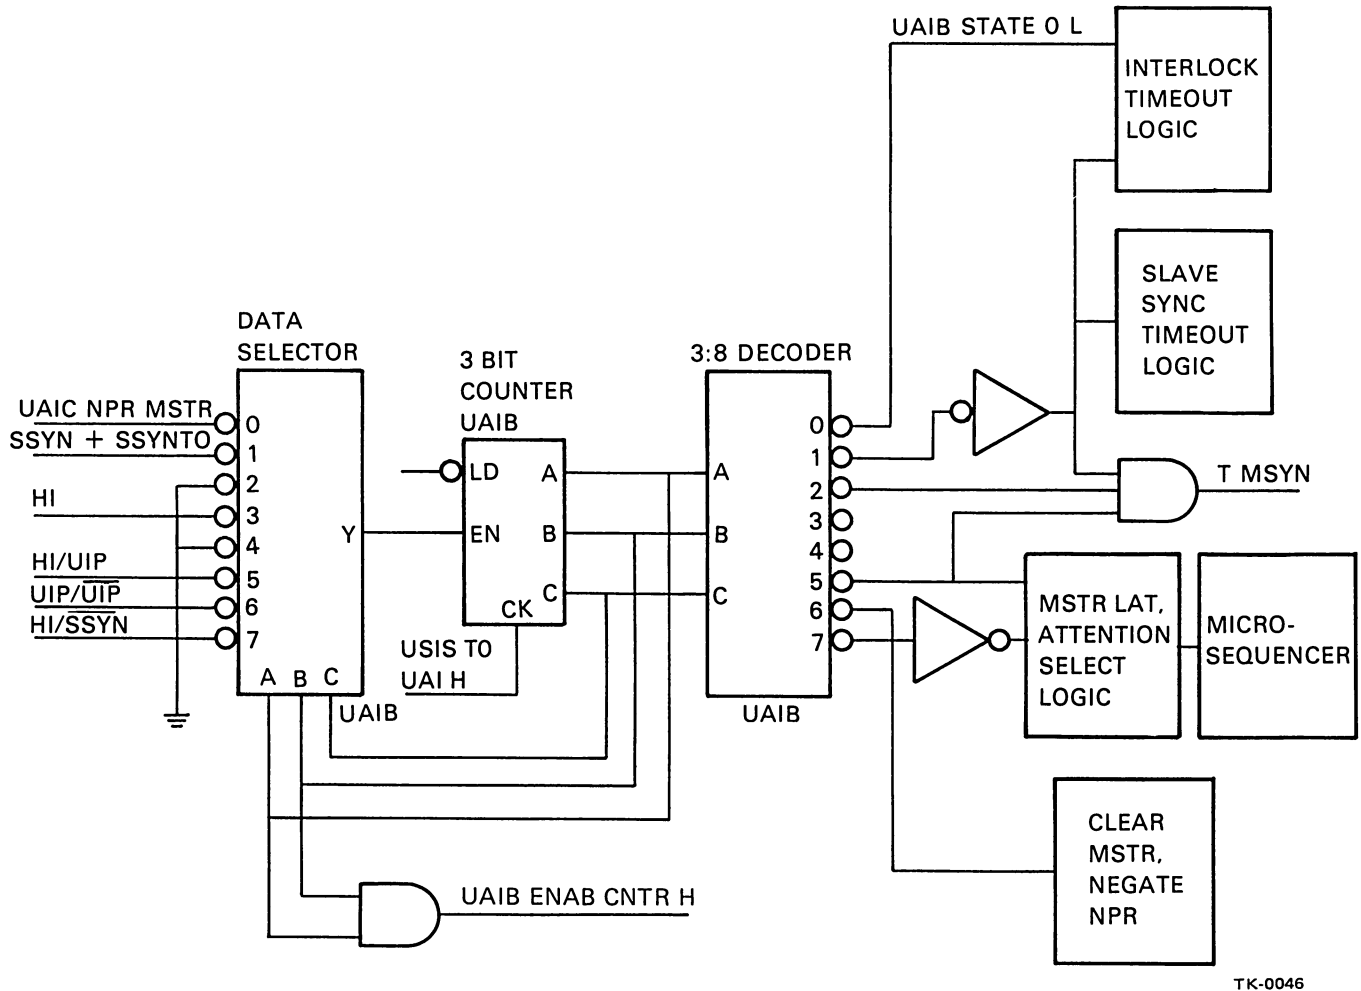 UAIB STATE 0 L
INTERLOCK
TIMEOUT
LOGIC
SLAVE
SYNC
TIMEOUT
LOGIC
DATA
SELECTOR
3 BIT
COUNTER
UAIB
3:8 DECODER
UAIC NPR MSTR
SSYN + SSYNTO
HI
HI/UIP
UIP/U̅I̅P̅
HI/S̅S̅Y̅N̅
0
1
2
3
4
5
6
7
Y
A B C
UAIB
LD
EN
CK
A
B
C
USIS TO
UAI H
A
B
C
0
1
2
3
4
5
6
7
UAIB
T MSYN
MSTR LAT,
ATTENTION
SELECT
LOGIC
MICRO-
SEQUENCER
CLEAR
MSTR,
NEGATE
NPR
UAIB ENAB CNTR H
TK-0046